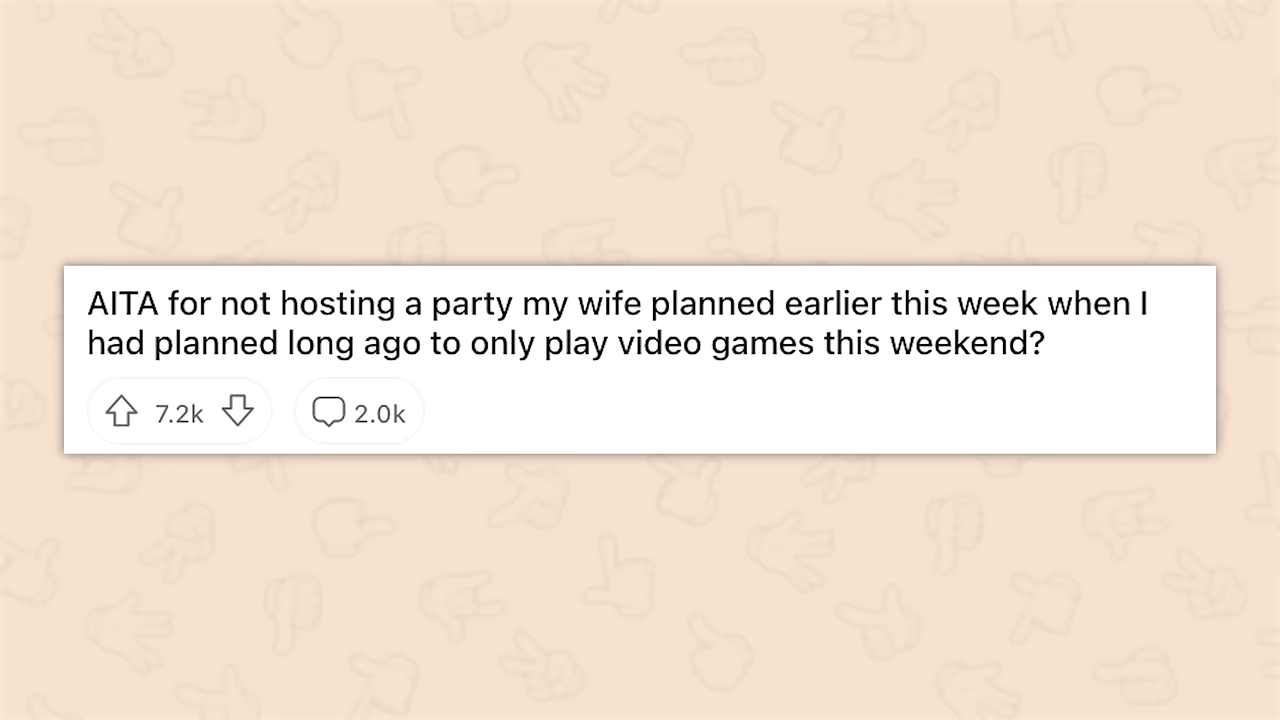 AITA for not hosting a party my wife planned earlier this week when I
had planned long ago to only play video games this weekend?
7.2k 2.0k